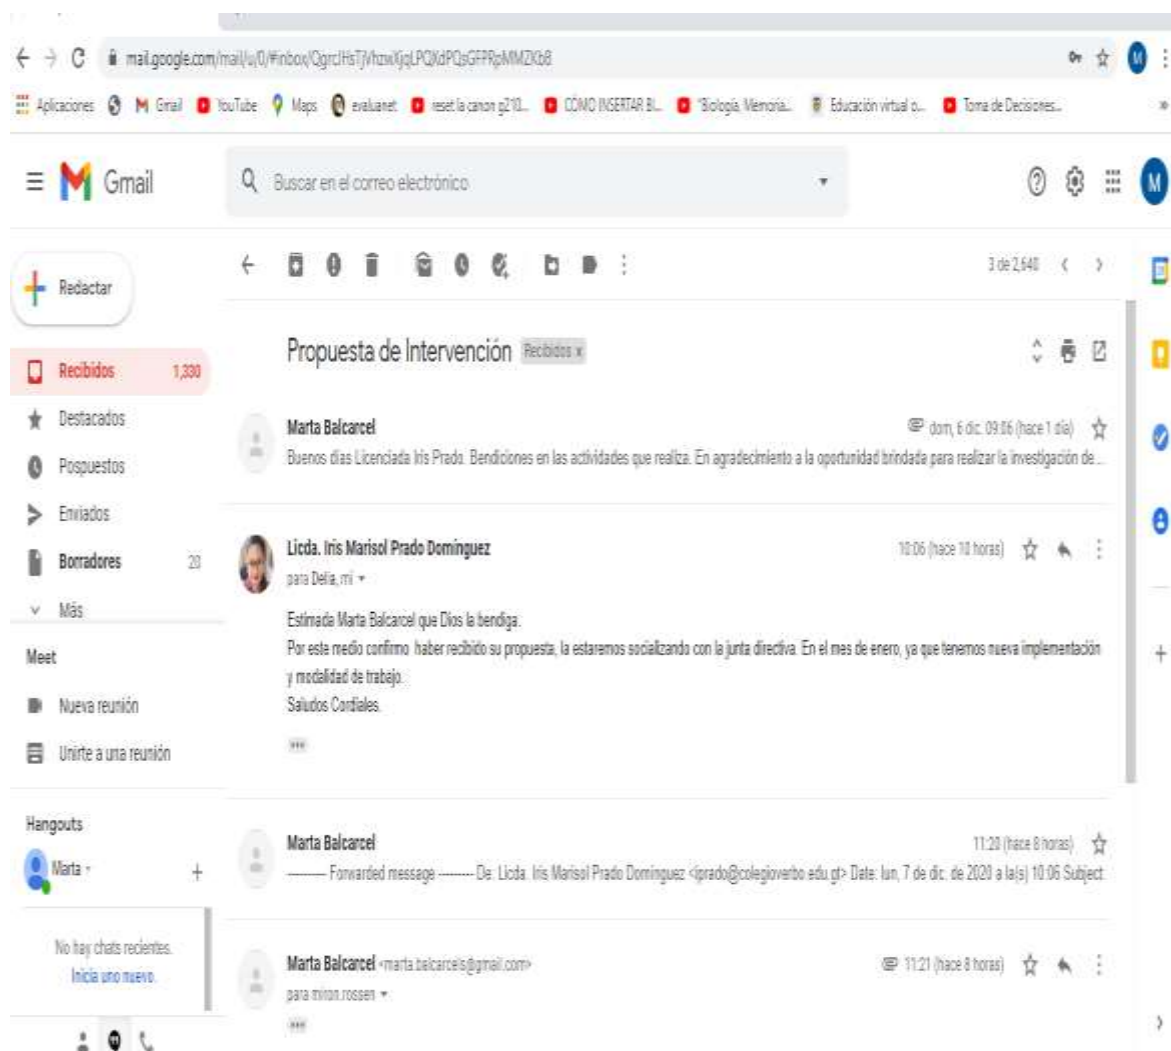 mail.google.com/mail/u/0/#inbox/
Aplicaciones Gmail YouTube Maps evaluanet reset la canon g210... CÓMO INSERTAR BI... "Biología, Memoria... Educación virtual o... Toma de Decisiones...
Gmail
Buscar en el correo electrónico
M
Redactar
3 de 2,640
Propuesta de Intervención Recibidos x
Recibidos 1,330
Destacados
Pospuestos
Enviados
Borradores 20
Más
Marta Balcarcel dom, 6 dic. 09:06 (hace 1 día)
Buenos días Licenciada Iris Prado. Bendiciones en las actividades que realiza. En agradecimiento a la oportunidad brindada para realizar la investigación de...
Licda. Iris Marisol Prado Domínguez 10:06 (hace 10 horas)
para Delia, mí
Estimada Marta Balcarcel que Dios la bendiga.
Por este medio confirmo haber recibido su propuesta, la estaremos socializando con la junta directiva. En el mes de enero, ya que tenemos nueva implementación
y modalidad de trabajo.
Saludos Cordiales.
Meet
Nueva reunión
Unirte a una reunión
Hangouts
Marta
No hay chats recientes.
Inicia uno nuevo.
Marta Balcarcel 11:20 (hace 8 horas)
---------- Forwarded message --------- De: Licda. Iris Marisol Prado Domínguez <iprado@colegioverbo.edu.gt> Date: lun, 7 de dic. de 2020 a la(s) 10:06 Subject:
Marta Balcarcel <marta.balcarcels@gmail.com> 11:21 (hace 8 horas)
para miron.rossen